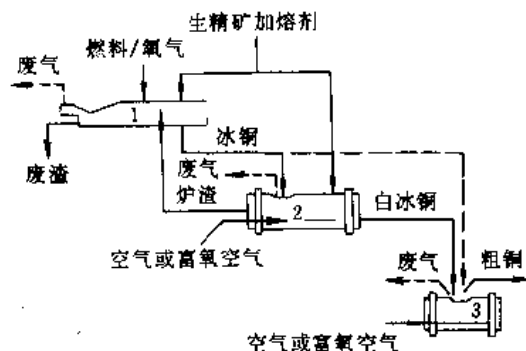 生精矿加熔剂
燃料/氧气
废气
1
冰铜
废渣
废气
炉渣
2
白冰铜
空气或富氧空气
废气
粗铜
3
空气或富氧空气